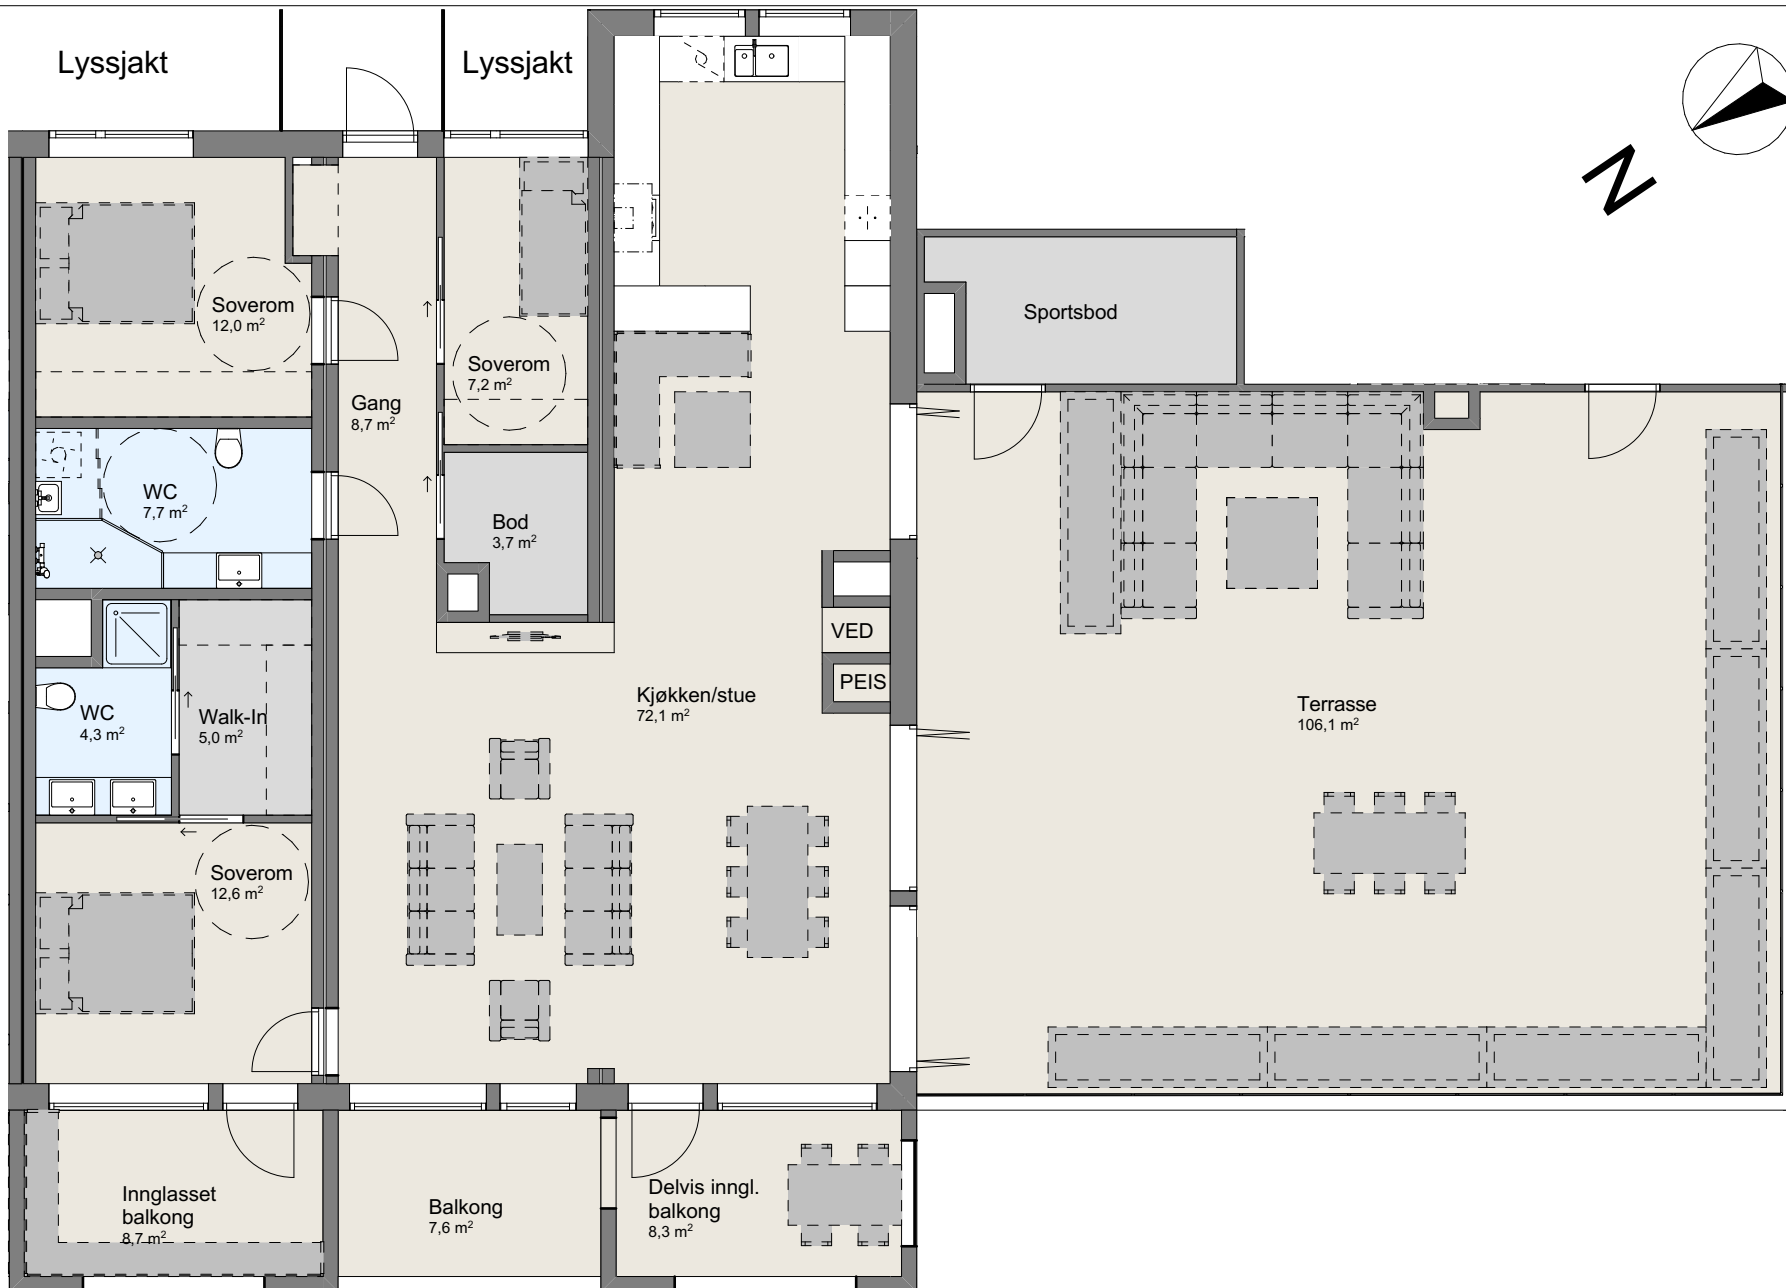 Lyssjakt
Lyssjakt
N
Soverom
12,0 m²
Soverom
7,2 m²
Gang
8,7 m²
Sportsbod
WC
7,7 m²
Bod
3,7 m²
VED
PEIS
Kjøkken/stue
72,1 m²
Terrasse
106,1 m²
WC
4,3 m²
Walk-In
5,0 m²
Soverom
12,6 m²
Innglasset
balkong
8,7 m²
Balkong
7,6 m²
Delvis inngl.
balkong
8,3 m²